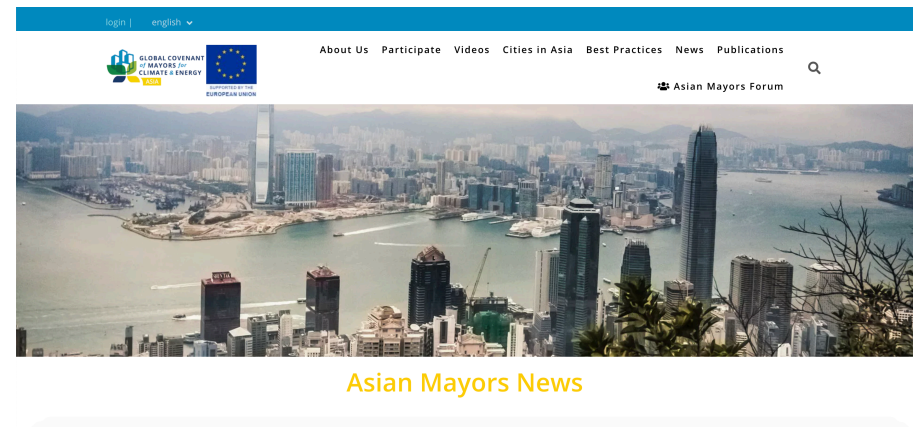 login |
english
GLOBAL COVENANT
of MAYORS for
CLIMATE & ENERGY
ASIA
SUPPORTED BY THE
EUROPEAN UNION
About Us Participate Videos Cities in Asia Best Practices News Publications
Asian Mayors Forum
Asian Mayors News